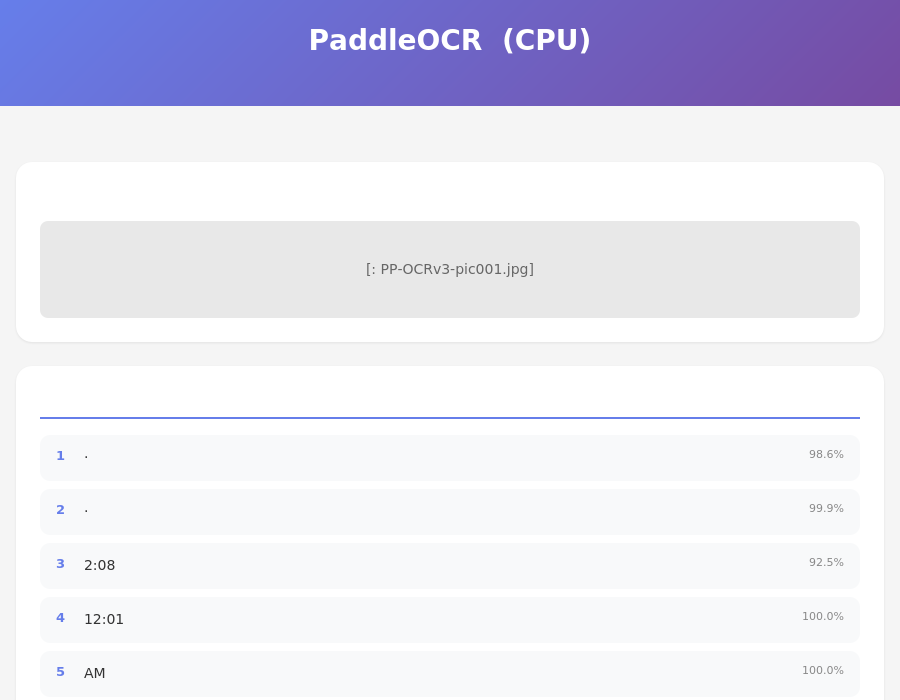 PaddleOCR (CPU)
[: PP-OCRv3-pic001.jpg]
1 · 98.6%
2 · 99.9%
3 2:08 92.5%
4 12:01 100.0%
5 AM 100.0%